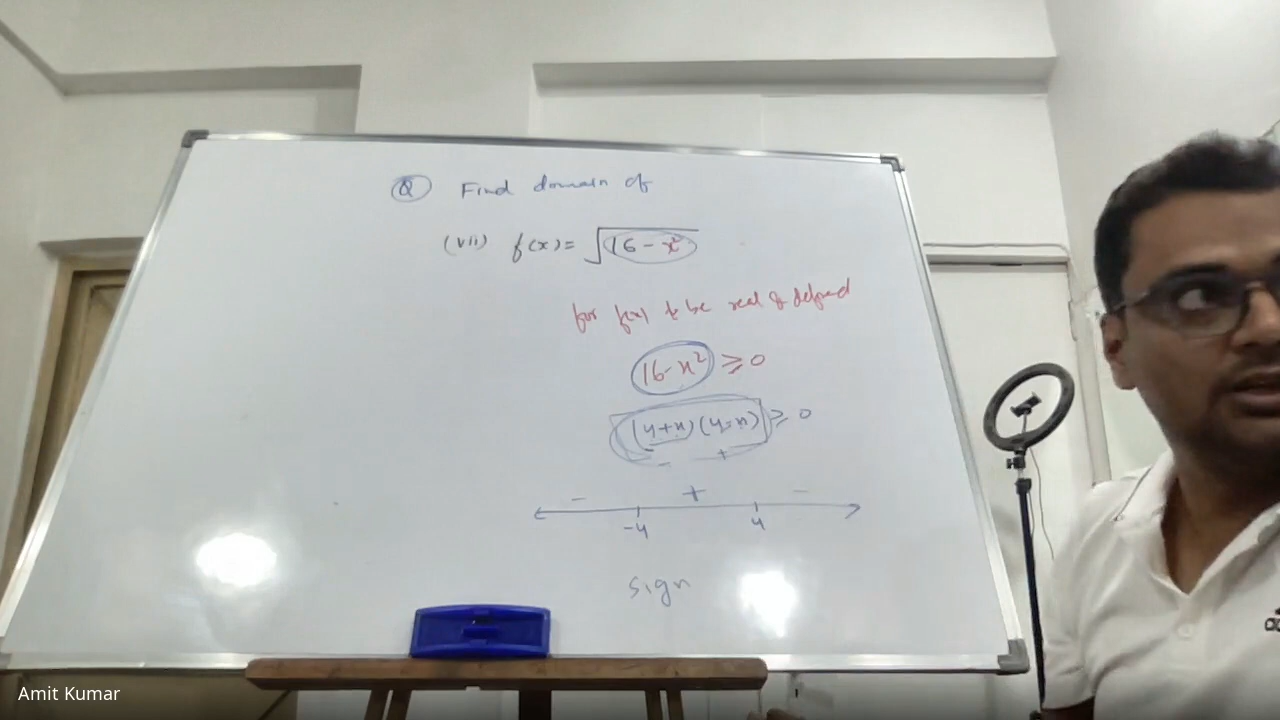 Q Find domain of
(vii) f(x) = √16 - x²
for f(x) to be real & defined
16 - x² ≥ 0
(4+x)(4-x) ≥ 0
- +
- + -
-4 4
Sign
Amit Kumar